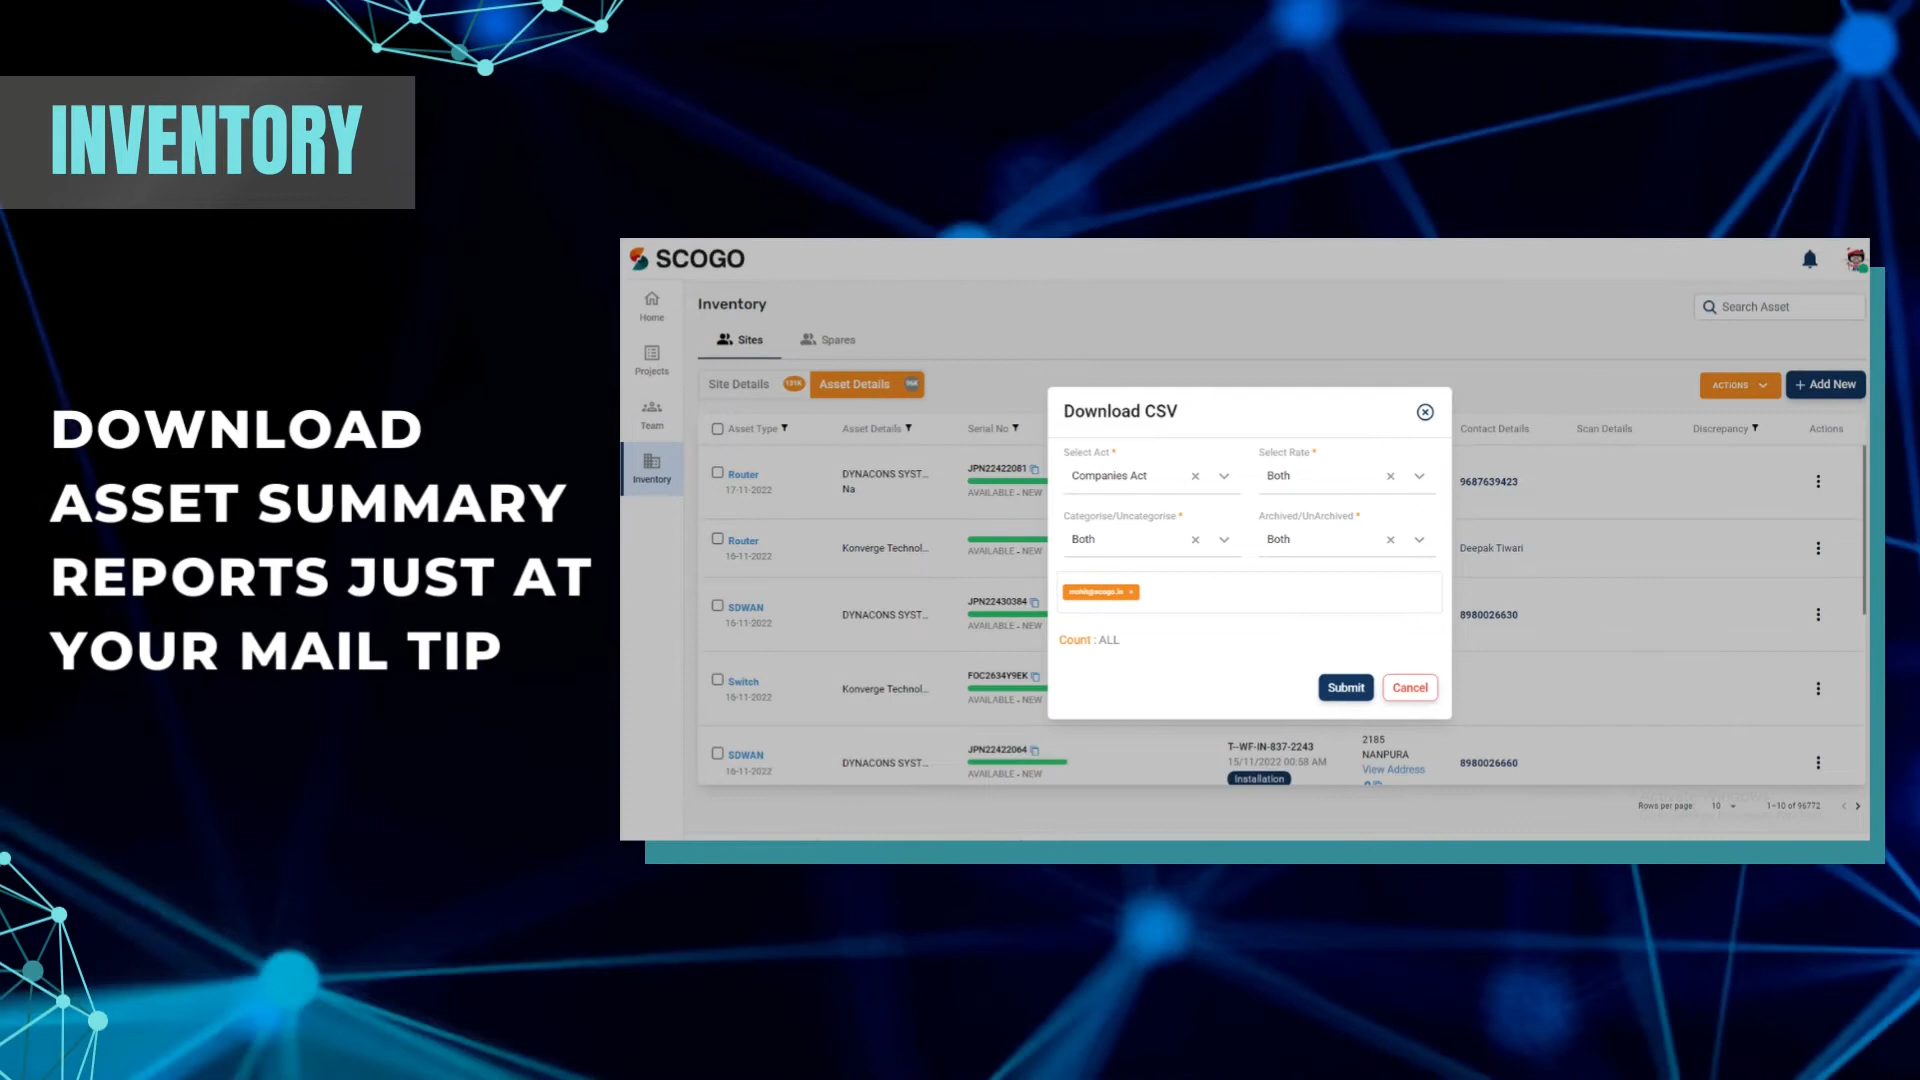 INVENTORY
DOWNLOAD
ASSET SUMMARY
REPORTS JUST AT
YOUR MAIL TIP
SCOGO
Home
Projects
Team
Inventory
Inventory
Search Asset
Sites Spares
Site Details 131K Asset Details 96K
ACTIONS + Add New
Asset Type Asset Details Serial No Contact Details Scan Details Discrepancy Actions
Router
17-11-2022
DYNACONS SYST...
Na
JPN22422081
AVAILABLE - NEW
9687639423
Router
16-11-2022
Konverge Technol...
AVAILABLE - NEW
Deepak Tiwari
SDWAN
16-11-2022
DYNACONS SYST...
JPN22430384
AVAILABLE - NEW
8980026630
Switch
16-11-2022
Konverge Technol...
FOC2634Y9EK
AVAILABLE - NEW
SDWAN
16-11-2022
DYNACONS SYST...
JPN22422064
AVAILABLE - NEW
T--WF-IN-837-2243
15/11/2022 00:58 AM
Installation
2185
NANPURA
View Address
8980026660
Rows per page: 10 1-10 of 96772
Download CSV
Select Act * Select Rate *
Companies Act Both
Categorise/Uncategorise * Archived/UnArchived *
Both Both
mohit@scogo.in
Count : ALL
Submit Cancel